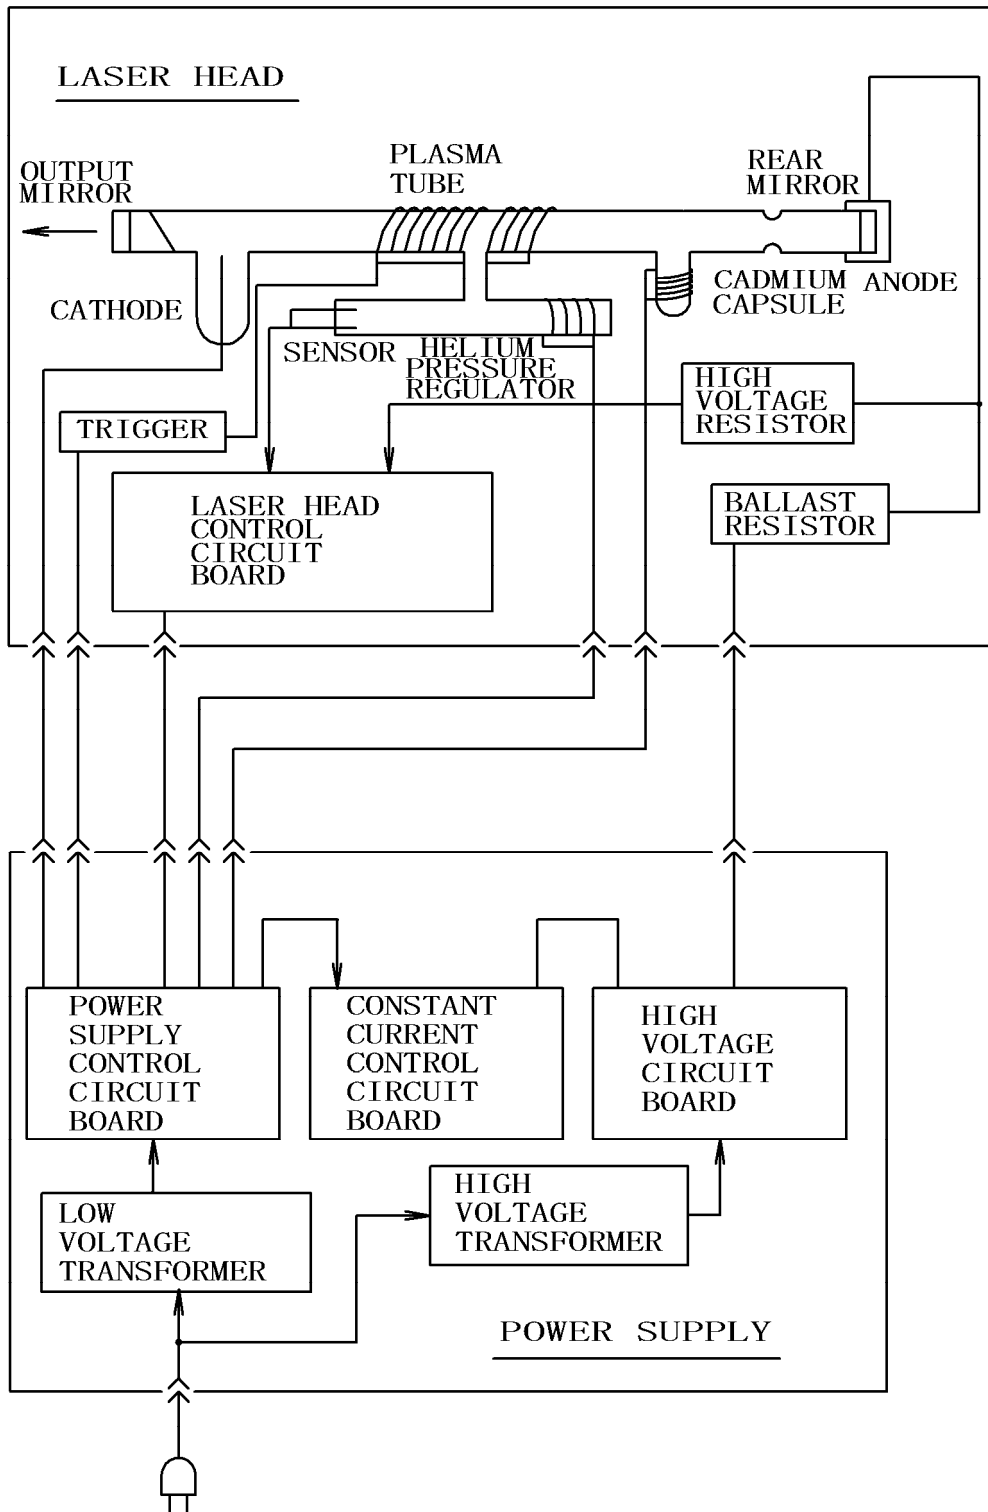 LASER HEAD
OUTPUT
MIRROR
PLASMA
TUBE
REAR
MIRROR
CATHODE
SENSOR
HELIUM
PRESSURE
REGULATOR
CADMIUM
CAPSULE
ANODE
TRIGGER
HIGH
VOLTAGE
RESISTOR
LASER HEAD
CONTROL
CIRCUIT
BOARD
BALLAST
RESISTOR
POWER
SUPPLY
CONTROL
CIRCUIT
BOARD
CONSTANT
CURRENT
CONTROL
CIRCUIT
BOARD
HIGH
VOLTAGE
CIRCUIT
BOARD
LOW
VOLTAGE
TRANSFORMER
HIGH
VOLTAGE
TRANSFORMER
POWER SUPPLY